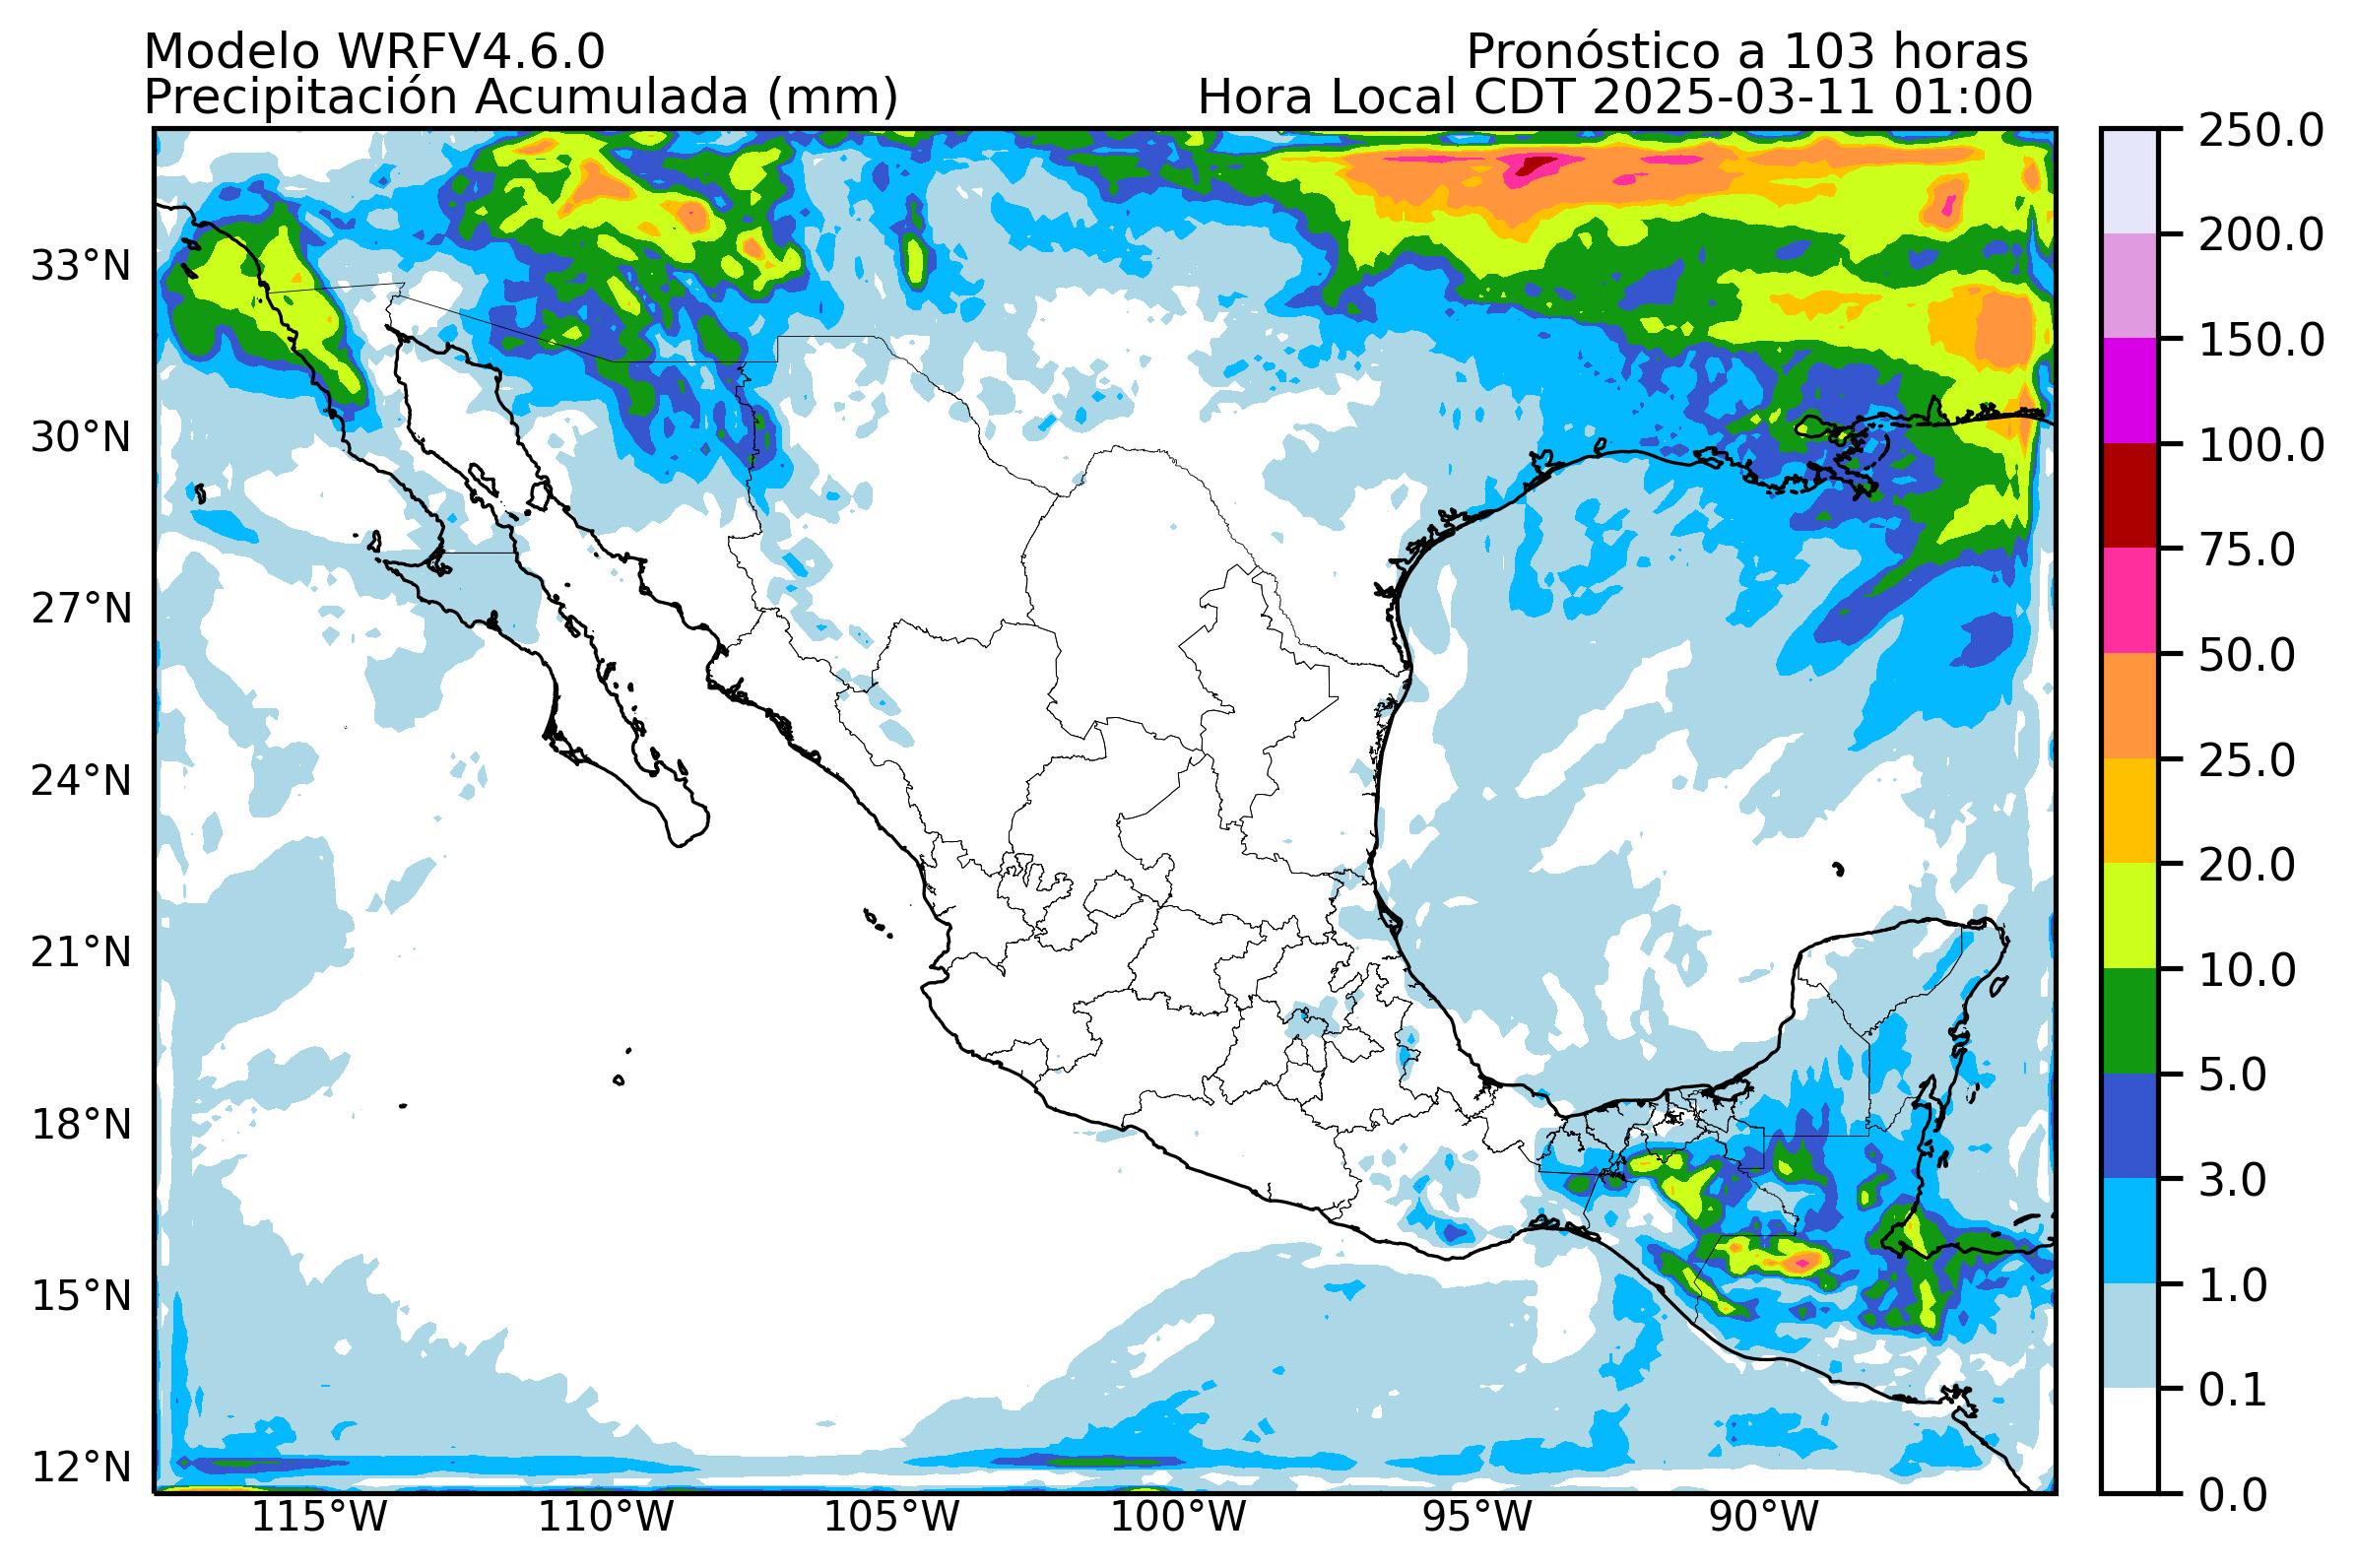 Modelo WRFV4.6.0
Pronóstico a 103 horas
Precipitación Acumulada (mm)
Hora Local CDT 2025-03-11 01:00
33°N
30°N
27°N
24°N
21°N
18°N
15°N
12°N
115°W
110°W
105°W
100°W
95°W
90°W
250.0
200.0
150.0
100.0
75.0
50.0
25.0
20.0
10.0
5.0
3.0
1.0
0.1
0.0